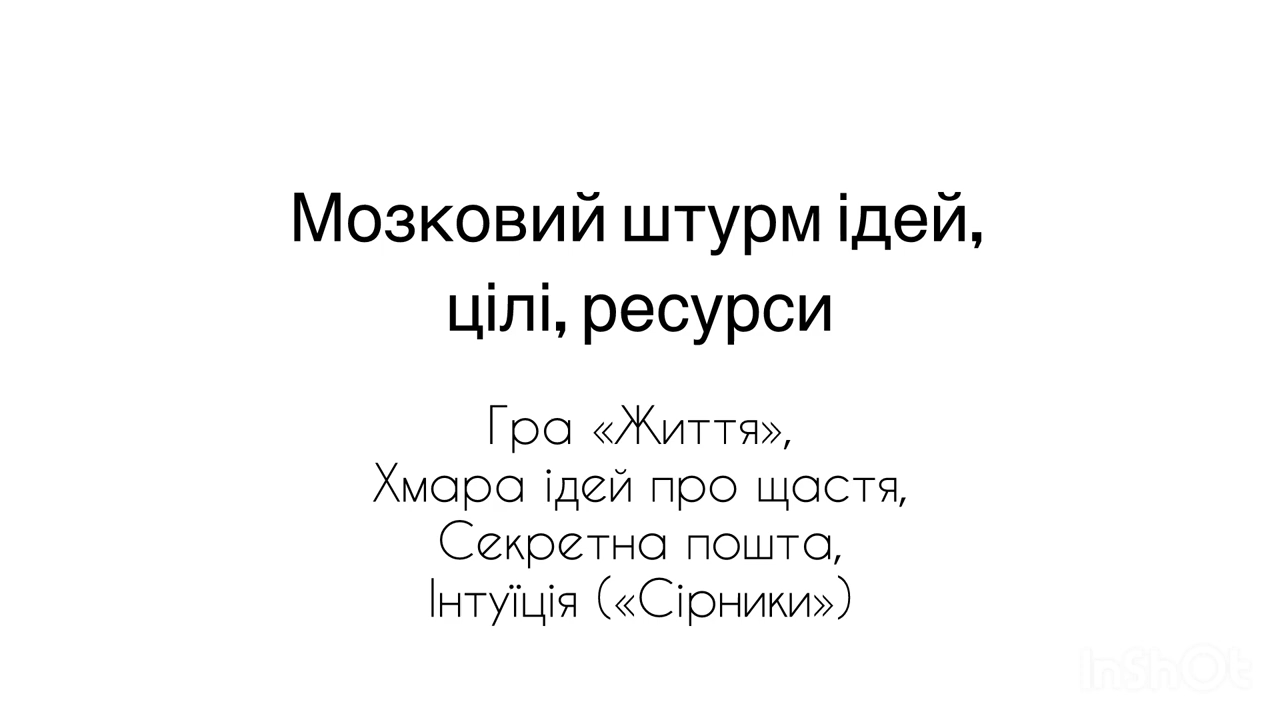 Мозковий штурм ідей,
цілі, ресурси
Гра «Життя»,
Хмара ідей про щастя,
Секретна пошта,
Інтуїція («Сірники»)
InShOt